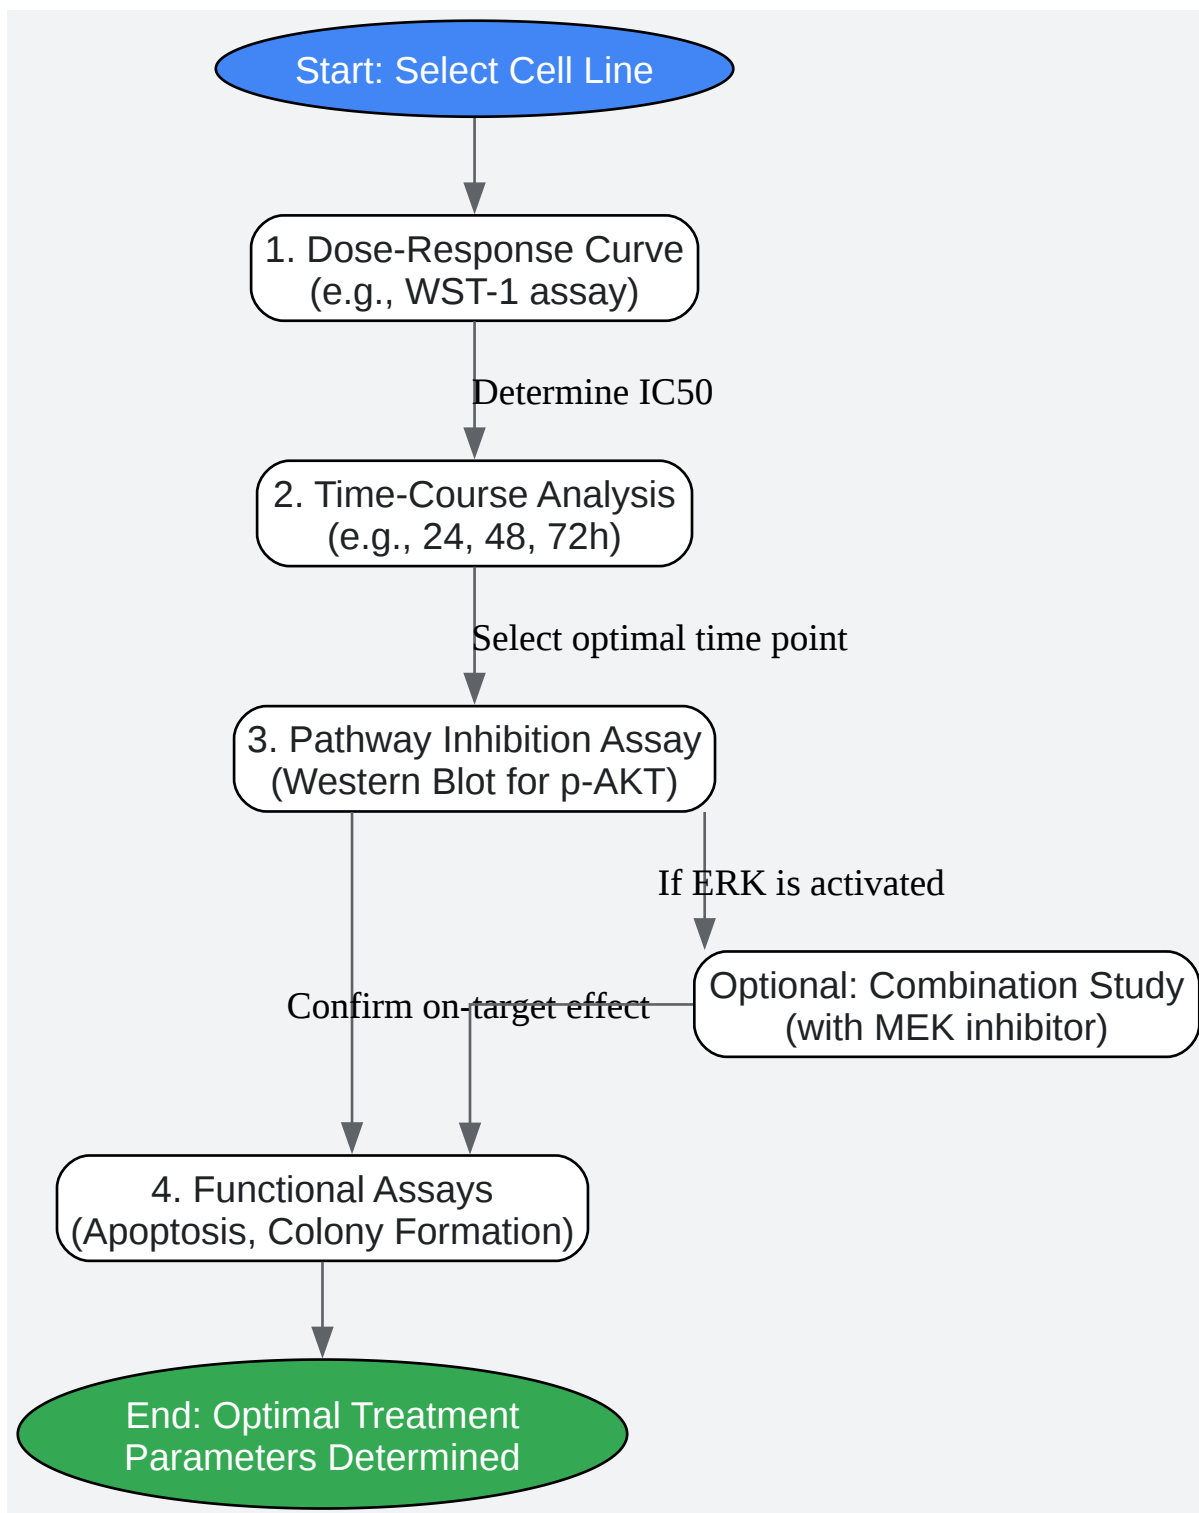 Start: Select Cell Line
1. Dose-Response Curve
(e.g., WST-1 assay)
Determine IC50
2. Time-Course Analysis
(e.g., 24, 48, 72h)
Select optimal time point
3. Pathway Inhibition Assay
(Western Blot for p-AKT)
If ERK is activated
Optional: Combination Study
(with MEK inhibitor)
Confirm on-target effect
4. Functional Assays
(Apoptosis, Colony Formation)
End: Optimal Treatment
Parameters Determined